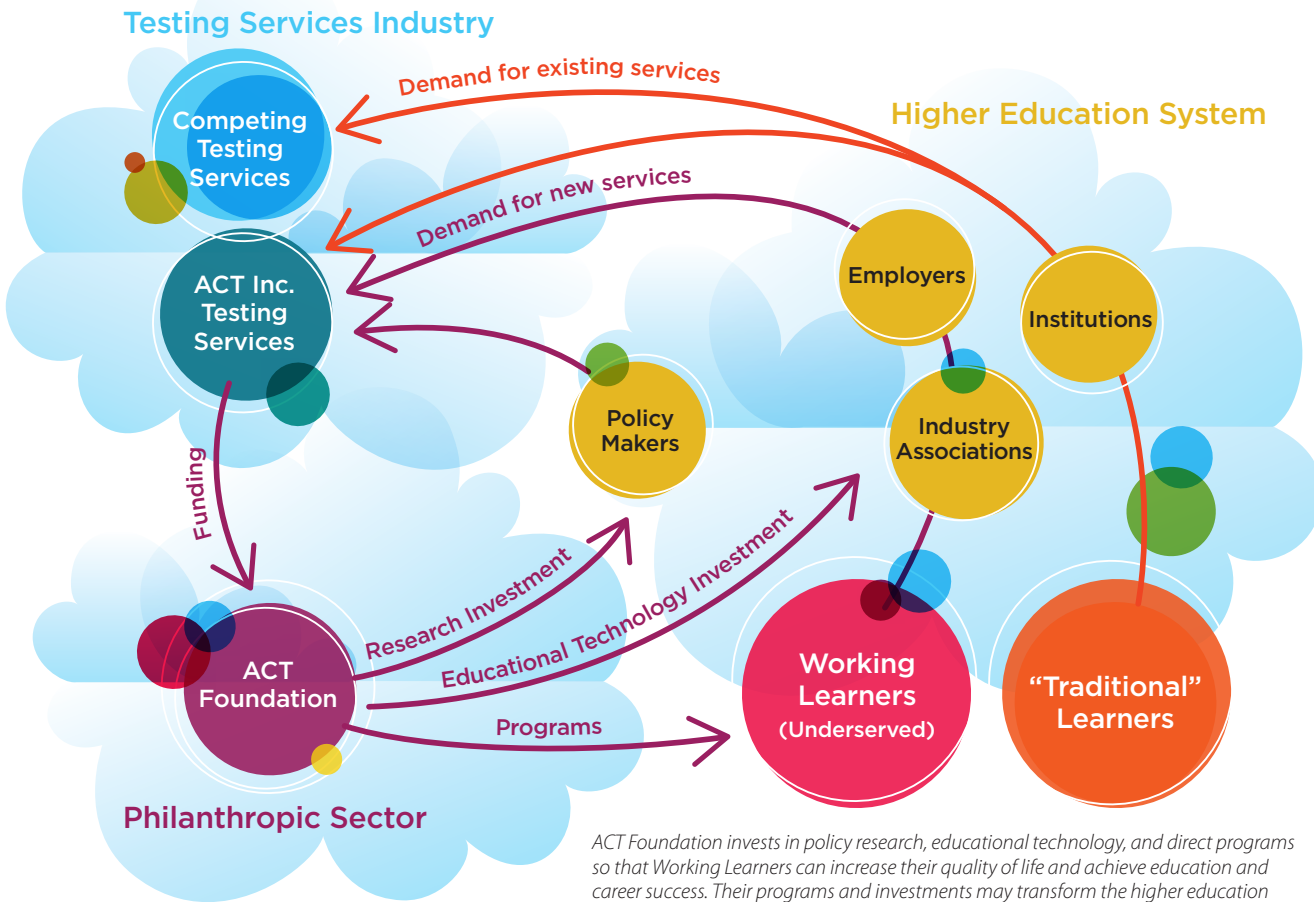 Testing Services Industry
Demand for existing services
Higher Education System
Competing
Testing
Services
Demand for new services
Employers
ACT Inc.
Testing
Services
Institutions
Policy
Makers
Industry
Associations
Funding
Research Investment
Educational Technology Investment
ACT
Foundation
Working
Learners
(Underserved)
“Traditional”
Learners
Programs
Philanthropic Sector
ACT Foundation invests in policy research, educational technology, and direct programs
so that Working Learners can increase their quality of life and achieve education and
career success. Their programs and investments may transform the higher education